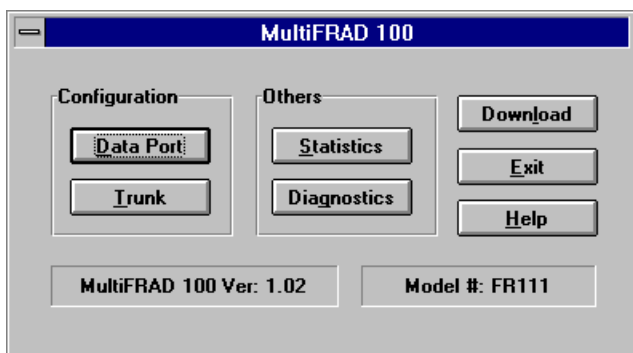 MultiFRAD 100
Configuration
Data Port
Trunk
Others
Statistics
Diagnostics
Download
Exit
Help
MultiFRAD 100 Ver: 1.02
Model #: FR111